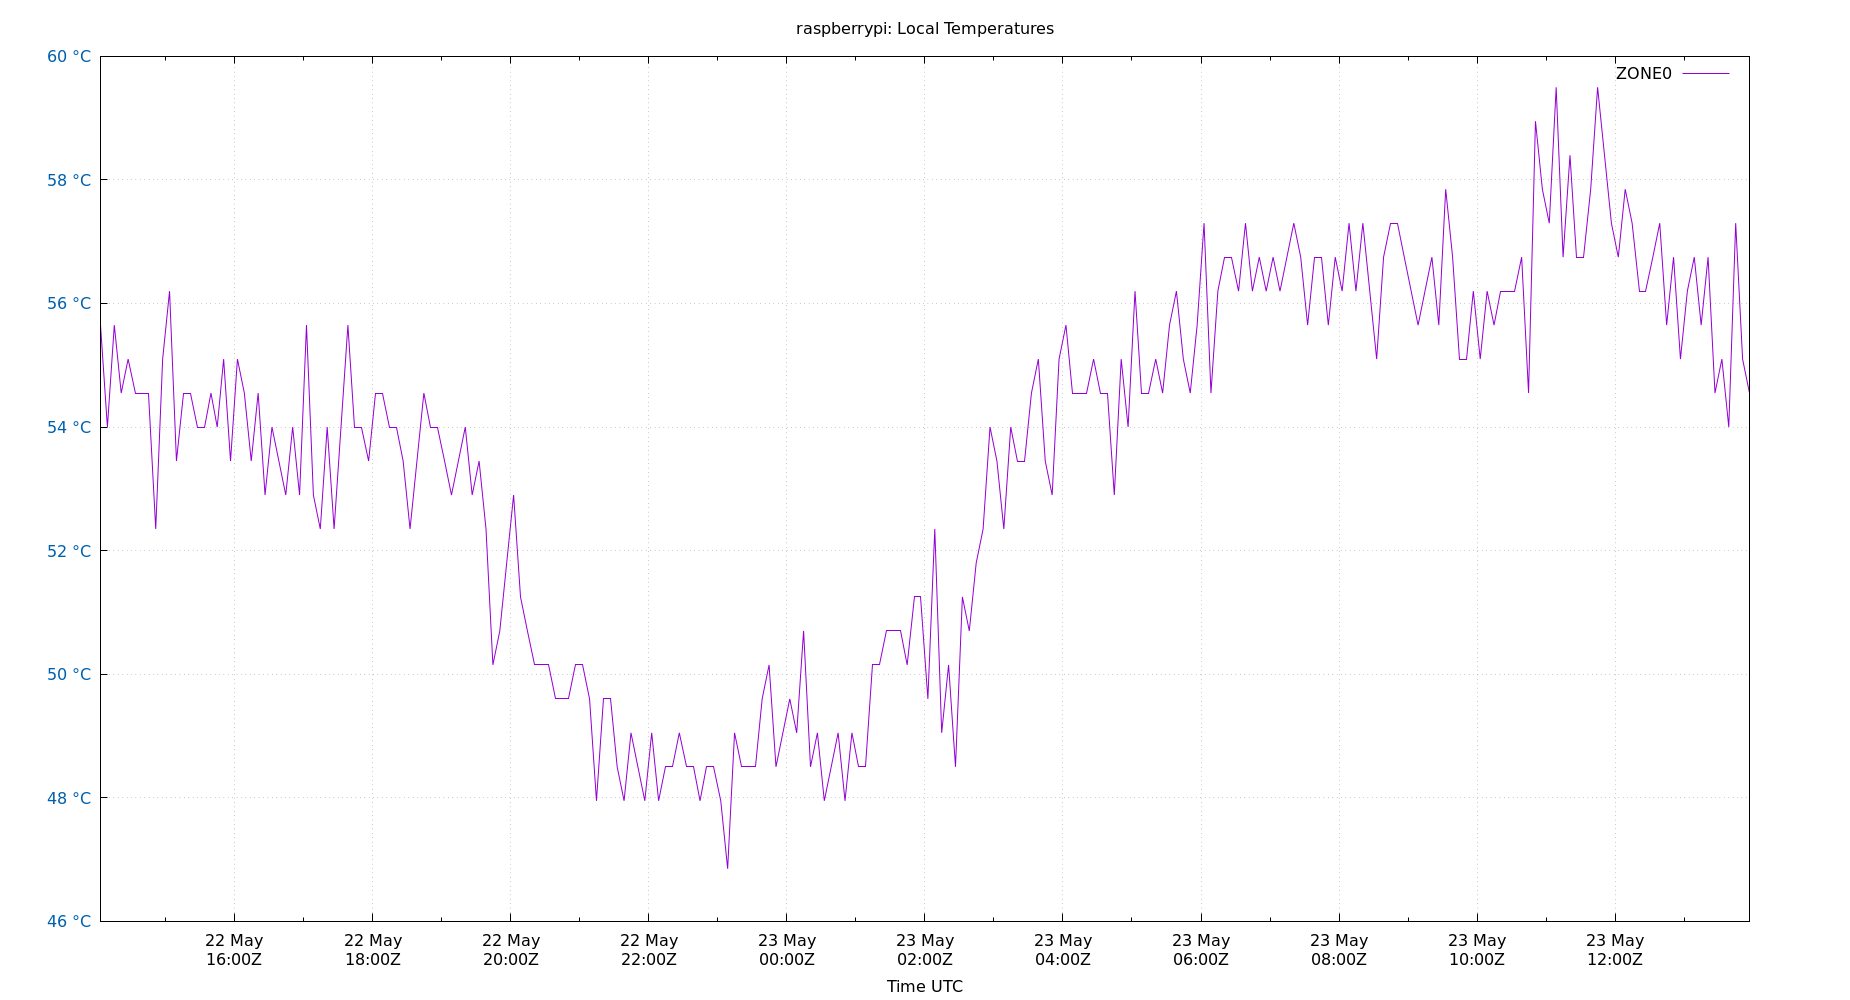 raspberrypi: Local Temperatures
60 °C
ZONE0
58 °C
56 °C
54 °C
52 °C
50 °C
48 °C
46 °C
22 May
16:00Z
22 May
18:00Z
22 May
20:00Z
22 May
22:00Z
23 May
00:00Z
23 May
02:00Z
23 May
04:00Z
23 May
06:00Z
23 May
08:00Z
23 May
10:00Z
23 May
12:00Z
Time UTC